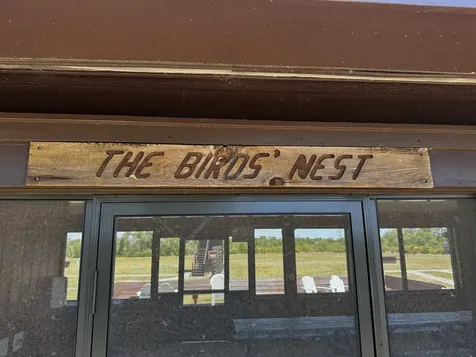 THE BIRDS' NEST